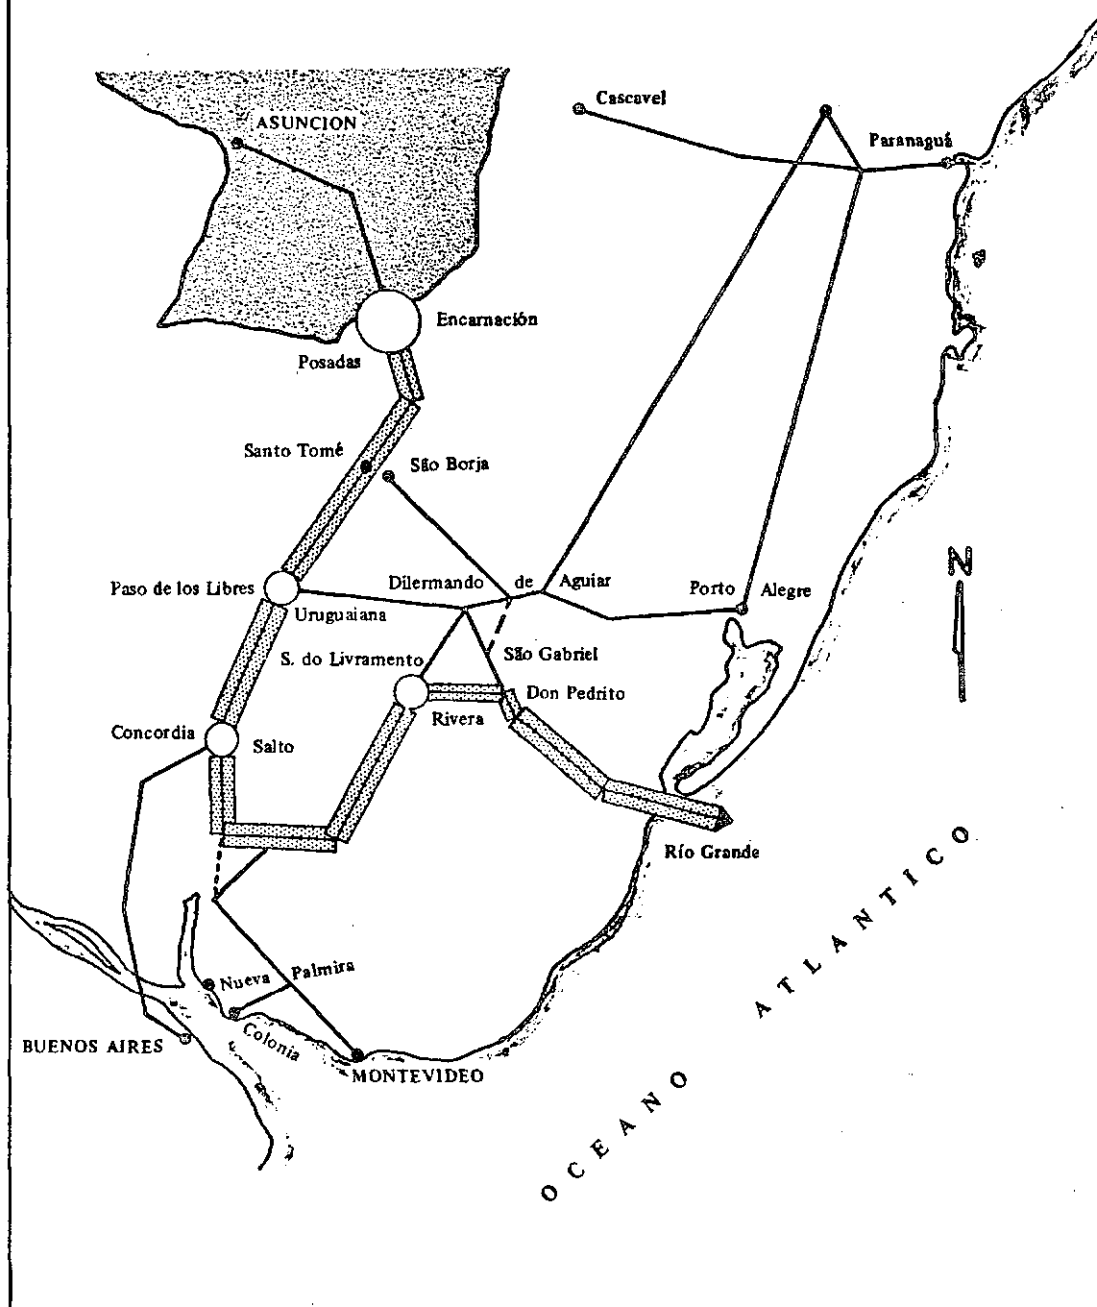 Cascavel
ASUNCION
Paranaguá
Encarnación
Posadas
Santo Tomé
São Borja
Dilermando de Aguiar
Paso de los Libres
Porto Alegre
Uruguaiana
São Gabriel
S. do Livramento
Don Pedrito
Rivera
Concordia
Salto
Río Grande
Nueva Palmira
Colonia
BUENOS AIRES
MONTEVIDEO
N
OCEANO ATLANTICO